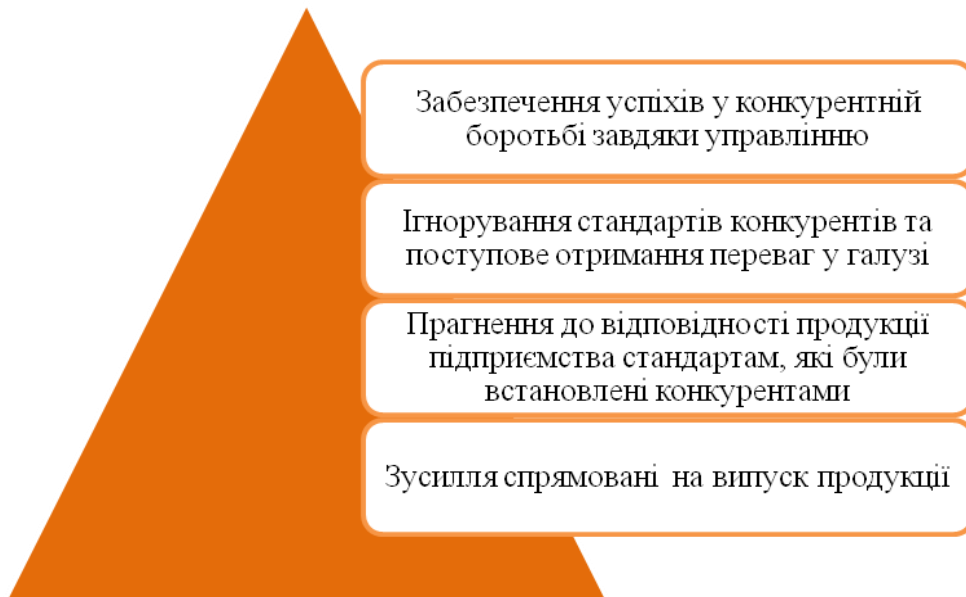 Забезпечення успіхів у конкурентній
боротьбі завдяки управлінню
Ігнорування стандартів конкурентів та
поступове отримання переваг у галузі
Прагнення до відповідності продукції
підприємства стандартам, які були
встановлені конкурентами
Зусилля спрямовані на випуск продукції